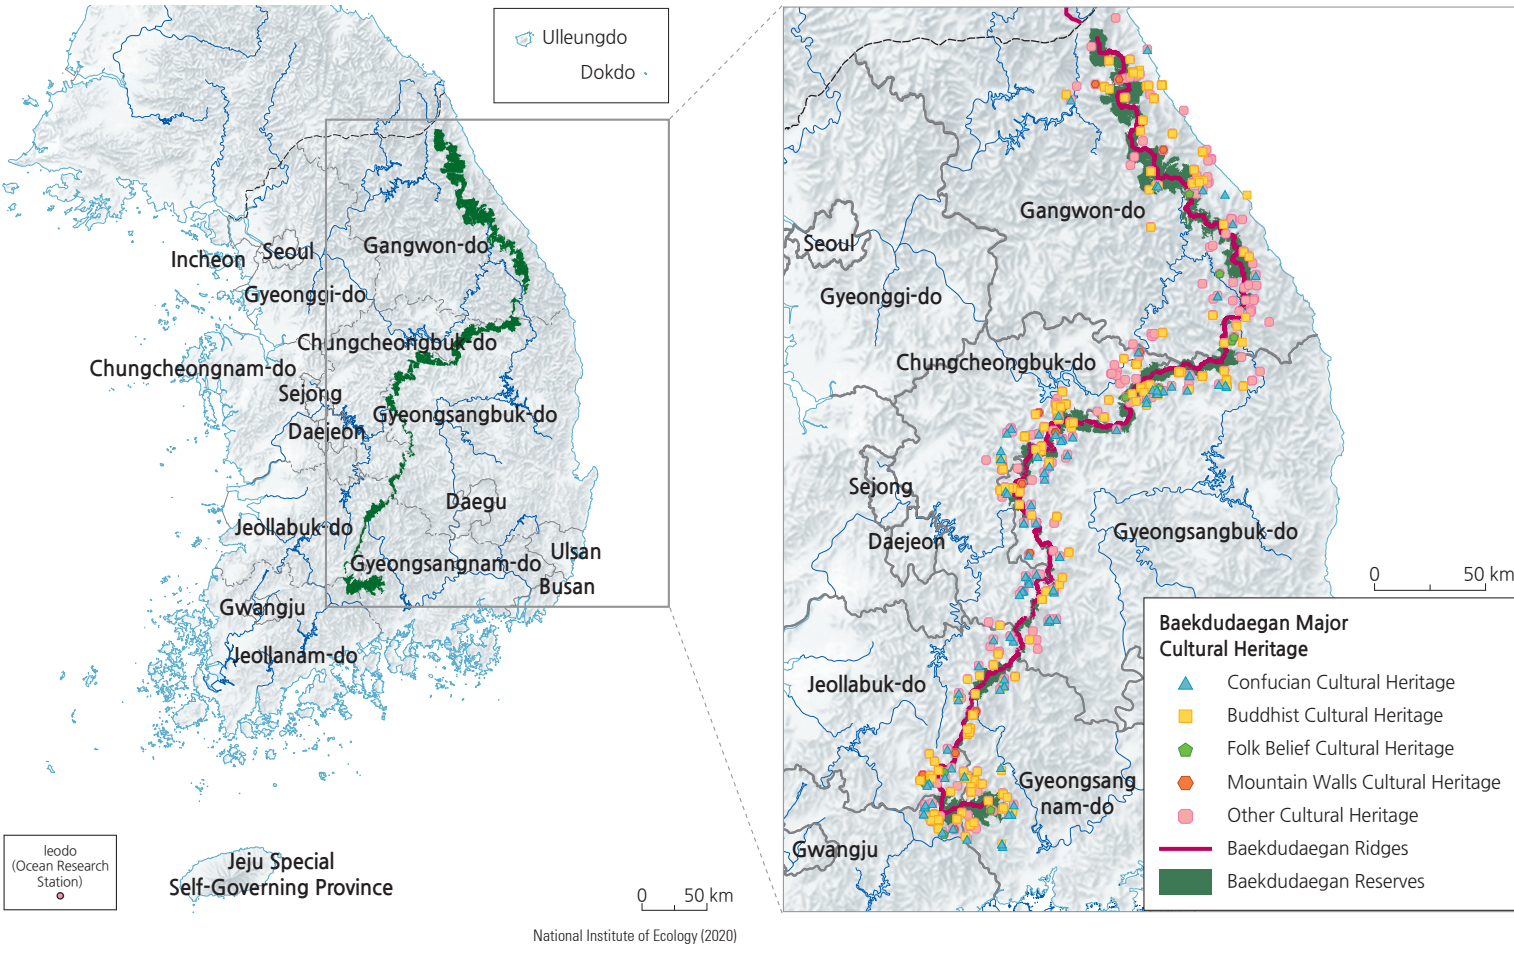 Ulleungdo
Dokdo
Incheon
Seoul
Gangwon-do
Gyeonggi-do
Chungcheongbuk-do
Chungcheongnam-do
Sejong
Gyeongsangbuk-do
Daejeon
Daegu
Jeollabuk-do
Ulsan
Gyeongsangnam-do
Busan
Gwangju
Jeollanam-do
Ieodo
(Ocean Research
Station)
Jeju Special
Self-Governing Province
0 50 km
National Institute of Ecology (2020)
Gangwon-do
Seoul
Gyeonggi-do
Chungcheongbuk-do
Sejong
Daejeon
Gyeongsangbuk-do
0 50 km
Jeollabuk-do
Gyeongsang
nam-do
Gwangju
Baekdudaegan Major
Cultural Heritage
Confucian Cultural Heritage
Buddhist Cultural Heritage
Folk Belief Cultural Heritage
Mountain Walls Cultural Heritage
Other Cultural Heritage
Baekdudaegan Ridges
Baekdudaegan Reserves